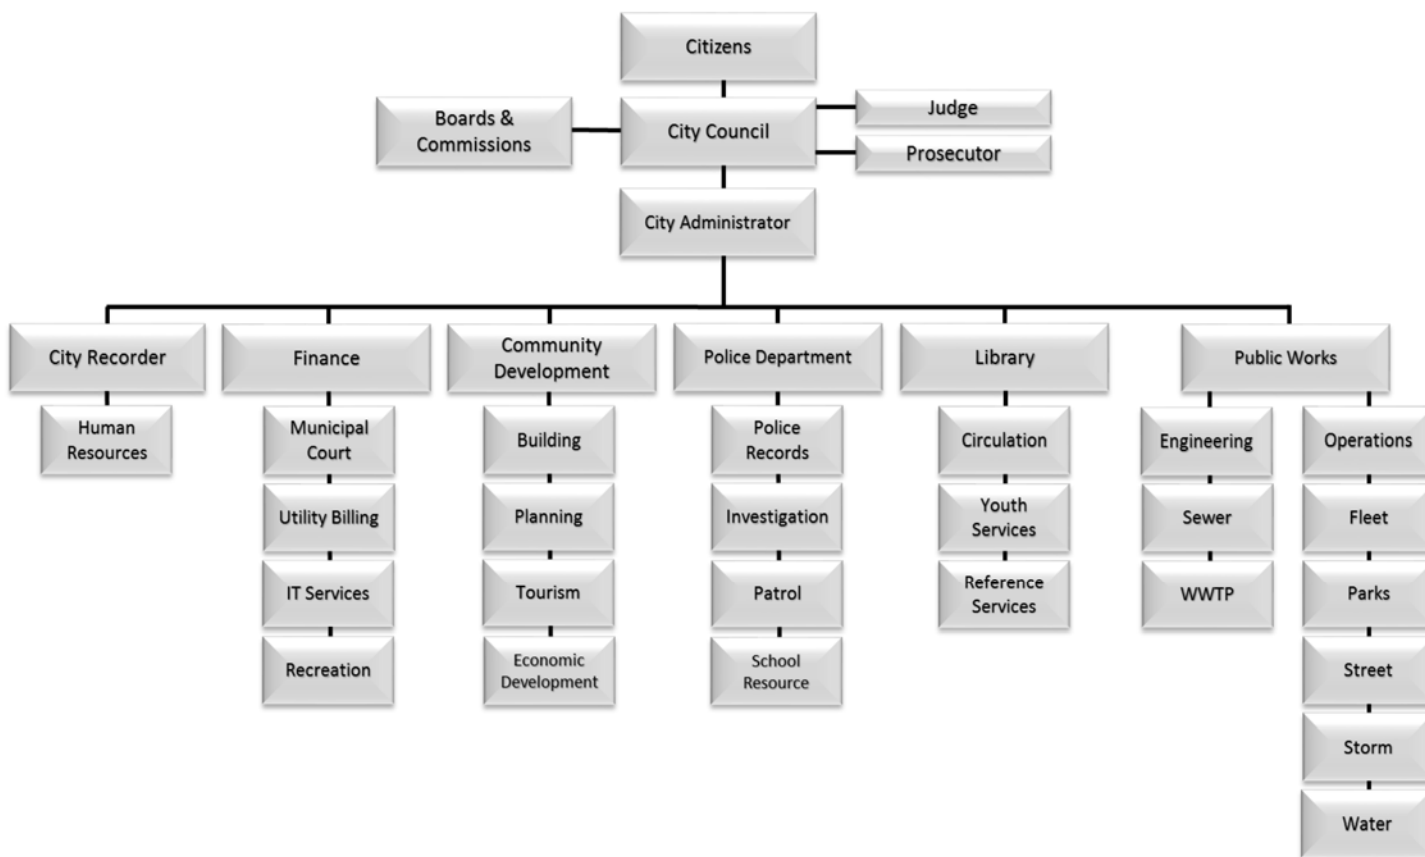 Citizens
Boards &
Commissions
City Council
Judge
Prosecutor
City Administrator
City Recorder
Finance
Community
Development
Police Department
Library
Public Works
Human
Resources
Municipal
Court
Utility Billing
IT Services
Recreation
Building
Planning
Tourism
Economic
Development
Police
Records
Investigation
Patrol
School
Resource
Circulation
Youth
Services
Reference
Services
Engineering
Sewer
WWTP
Operations
Fleet
Parks
Street
Storm
Water